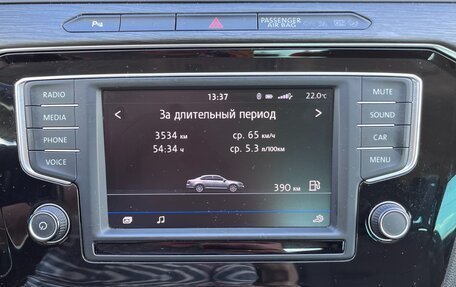 PASSENGER
AIR BAG
RADIO
MEDIA
PHONE
VOICE
13:37 22.0°C
За длительный период
3534 км ср. 65 км/ч
54:34 ч ср. 5.3 л/100км
390 км
MUTE
SOUND
CAR
MENU